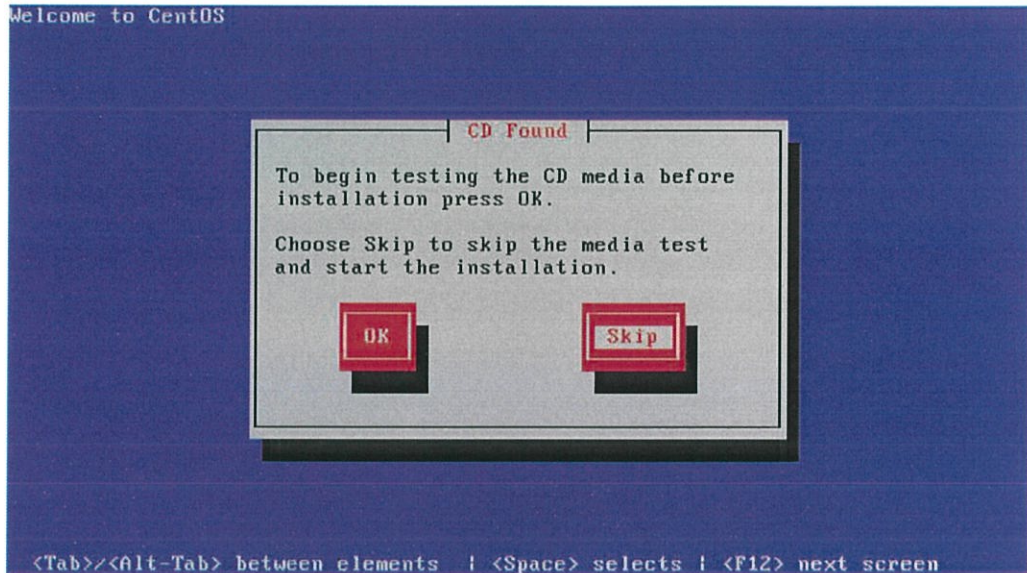 Welcome to CentOS
CD Found
To begin testing the CD media before
installation press OK.
Choose Skip to skip the media test
and start the installation.
OK Skip
<Tab>/<Alt-Tab> between elements | <Space> selects | <F12> next screen